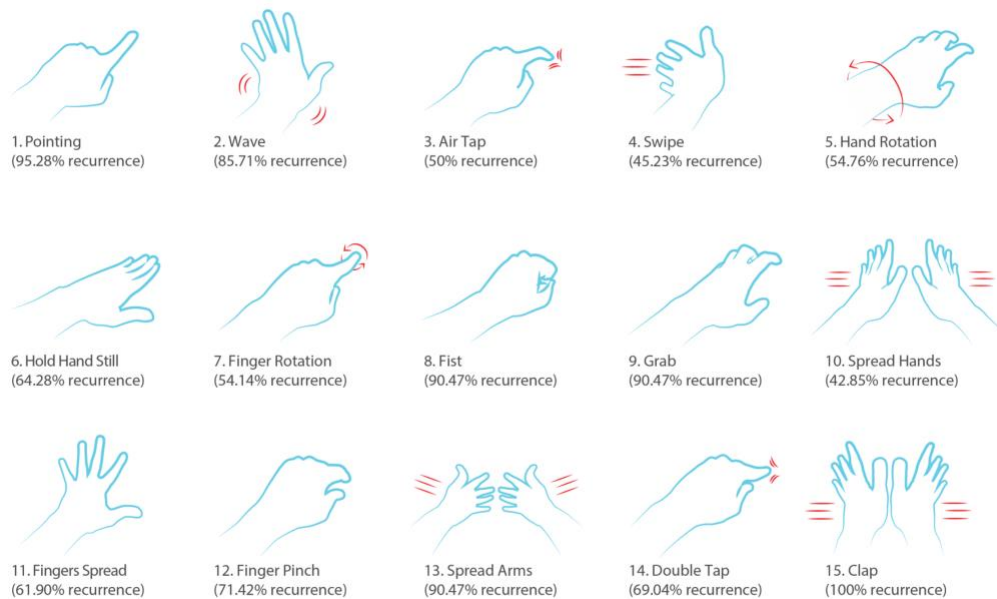 1. Pointing
(95.28% recurrence)
2. Wave
(85.71% recurrence)
3. Air Tap
(50% recurrence)
4. Swipe
(45.23% recurrence)
5. Hand Rotation
(54.76% recurrence)
6. Hold Hand Still
(64.28% recurrence)
7. Finger Rotation
(54.14% recurrence)
8. Fist
(90.47% recurrence)
9. Grab
(90.47% recurrence)
10. Spread Hands
(42.85% recurrence)
11. Fingers Spread
(61.90% recurrence)
12. Finger Pinch
(71.42% recurrence)
13. Spread Arms
(90.47% recurrence)
14. Double Tap
(69.04% recurrence)
15. Clap
(100% recurrence)